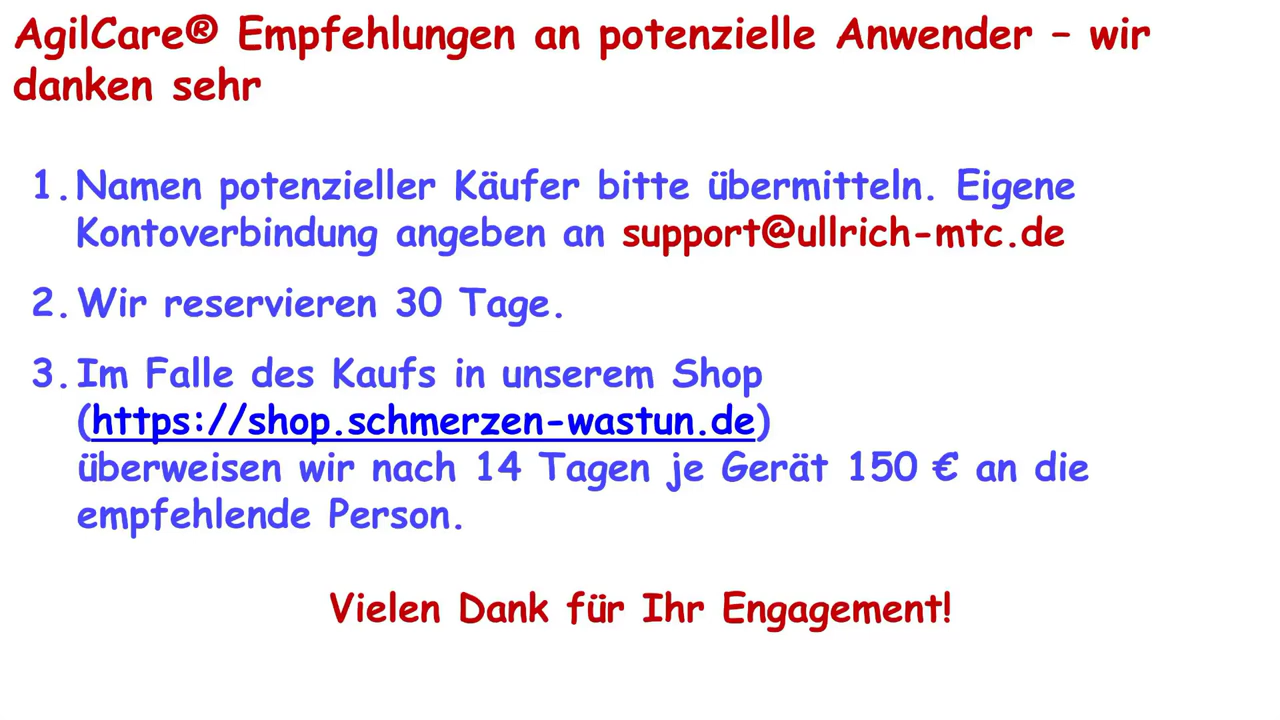 AgilCare® Empfehlungen an potenzielle Anwender – wir
danken sehr
1. Namen potenzieller Käufer bitte übermitteln. Eigene
Kontoverbindung angeben an support@ullrich-mtc.de
2. Wir reservieren 30 Tage.
3. Im Falle des Kaufs in unserem Shop
(https://shop.schmerzen-wastun.de)
überweisen wir nach 14 Tagen je Gerät 150 € an die
empfehlende Person.
Vielen Dank für Ihr Engagement!